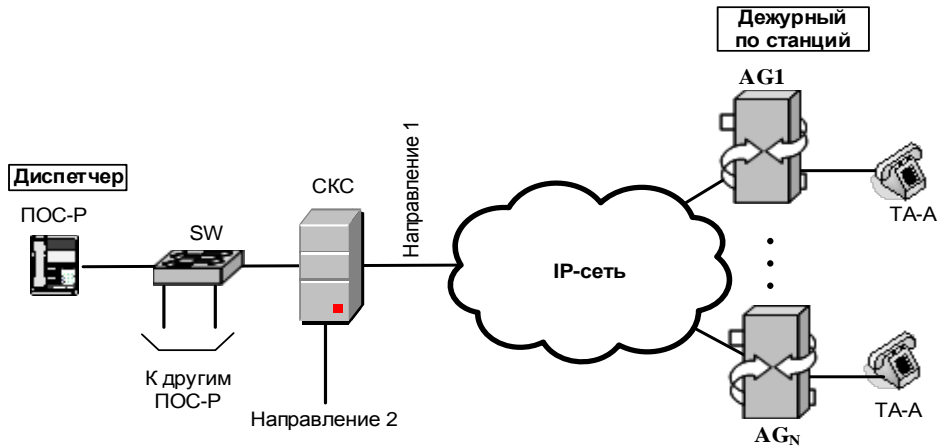 Дежурный
по станций
AG1
Направление 1
Диспетчер
СКС
ПОС-Р
SW
ТА-А
IP-сеть
К другим
ПОС-Р
Направление 2
ТА-А
AGN